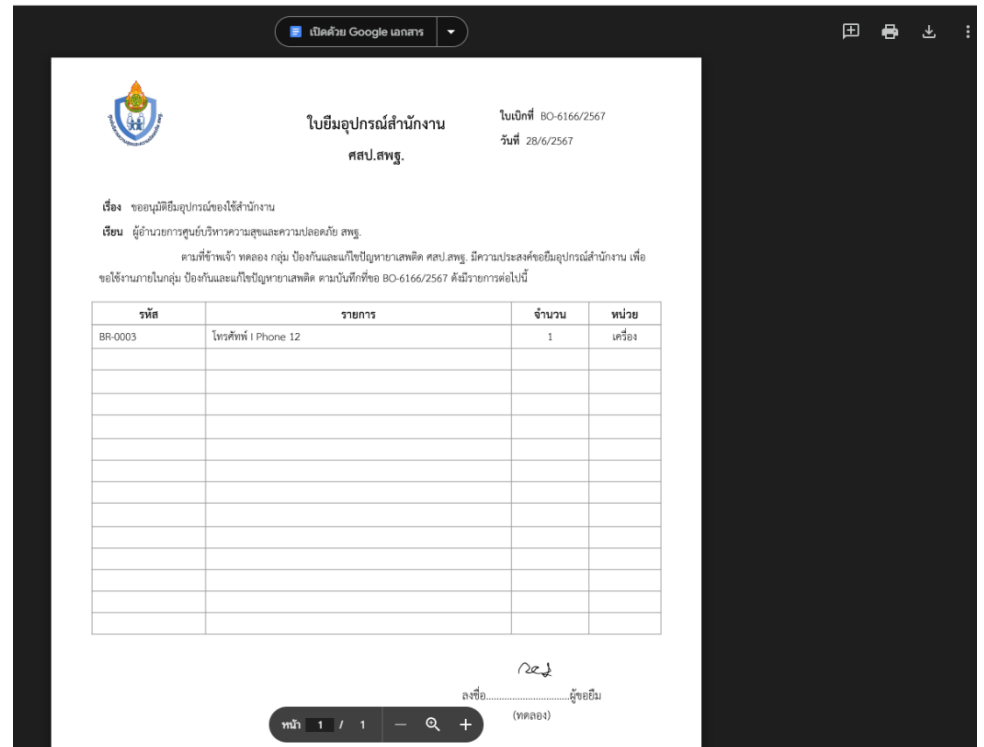 เปิดด้วย Google เอกสาร
ใบยืมอุปกรณ์สำนักงาน
ศสป.สพฐ.
ใบเบิกที่ BO-6166/2567
วันที่ 28/6/2567
เรื่อง ขออนุมัติยืมอุปกรณ์ของใช้สำนักงาน
เรียน ผู้อำนวยการศูนย์บริหารความสุขและความปลอดภัย สพฐ.
ตามที่ข้าพเจ้า ทดลอง กลุ่ม ป้องกันและแก้ไขปัญหายาเสพติด ศสป.สพฐ. มีความประสงค์ขอยืมอุปกรณ์สำนักงาน เพื่อ
ขอใช้งานภายในกลุ่ม ป้องกันและแก้ไขปัญหายาเสพติด ตามบันทึกที่ขอ BO-6166/2567 ดังมีรายการต่อไปนี้
รหัส รายการ จำนวน หน่วย
BR-0003 โทรศัพท์ I Phone 12 1 เครื่อง
ลงชื่อ..............................ผู้ขอยืม
(ทดลอง)
หน้า 1 / 1